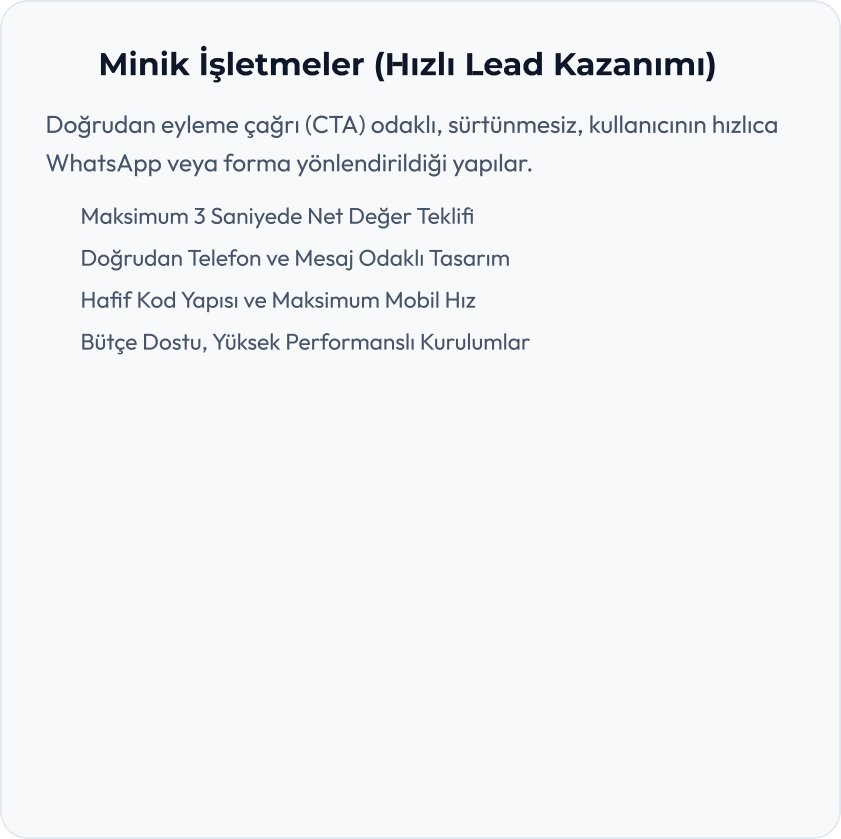 Minik İşletmeler (Hızlı Lead Kazanımı)
Doğrudan eyleme çağrı (CTA) odaklı, sürtünmesiz, kullanıcının hızlıca
WhatsApp veya forma yönlendirildiği yapılar.
Maksimum 3 Saniyede Net Değer Teklifi
Doğrudan Telefon ve Mesaj Odaklı Tasarım
Hafif Kod Yapısı ve Maksimum Mobil Hız
Bütçe Dostu, Yüksek Performanslı Kurulumlar